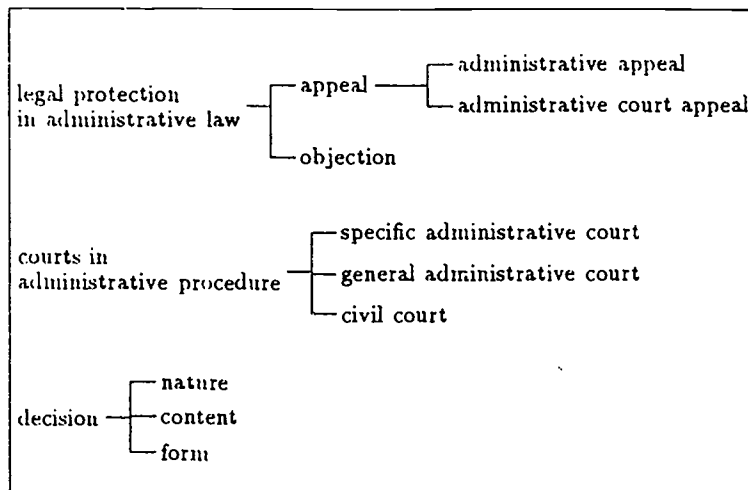 administrative appeal
appeal
legal protection
in administrative law
administrative court appeal
objection
specific administrative court
courts in
administrative procedure
general administrative court
civil court
nature
decision
content
form